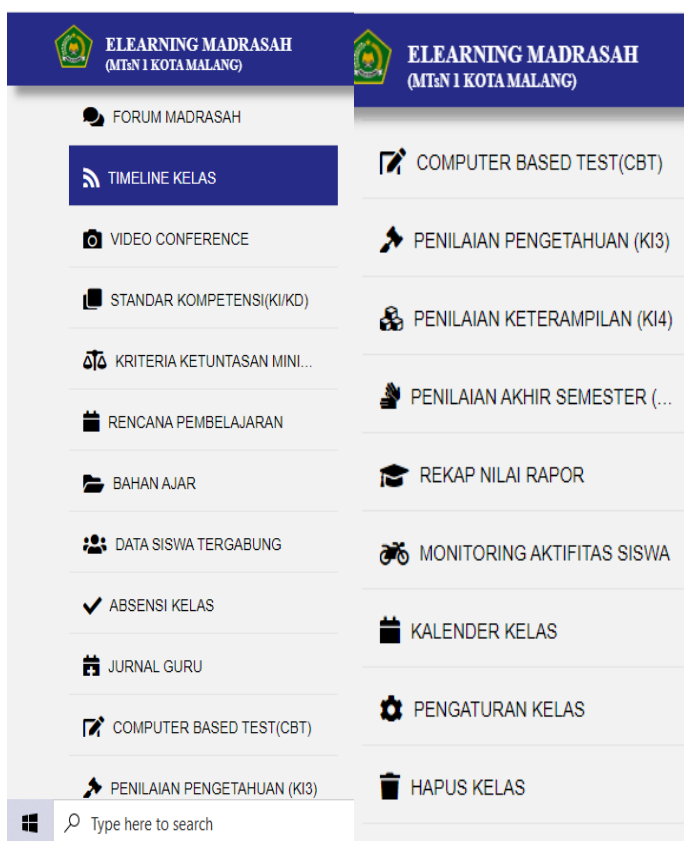 ELEARNING MADRASAH
(MTsN 1 KOTA MALANG)
FORUM MADRASAH
TIMELINE KELAS
VIDEO CONFERENCE
STANDAR KOMPETENSI(KI/KD)
KRITERIA KETUNTASAN MINI...
RENCANA PEMBELAJARAN
BAHAN AJAR
DATA SISWA TERGABUNG
ABSENSI KELAS
JURNAL GURU
COMPUTER BASED TEST(CBT)
PENILAIAN PENGETAHUAN (KI3)
Type here to search
ELEARNING MADRASAH
(MTsN 1 KOTA MALANG)
COMPUTER BASED TEST(CBT)
PENILAIAN PENGETAHUAN (KI3)
PENILAIAN KETERAMPILAN (KI4)
PENILAIAN AKHIR SEMESTER (...
REKAP NILAI RAPOR
MONITORING AKTIFITAS SISWA
KALENDER KELAS
PENGATURAN KELAS
HAPUS KELAS